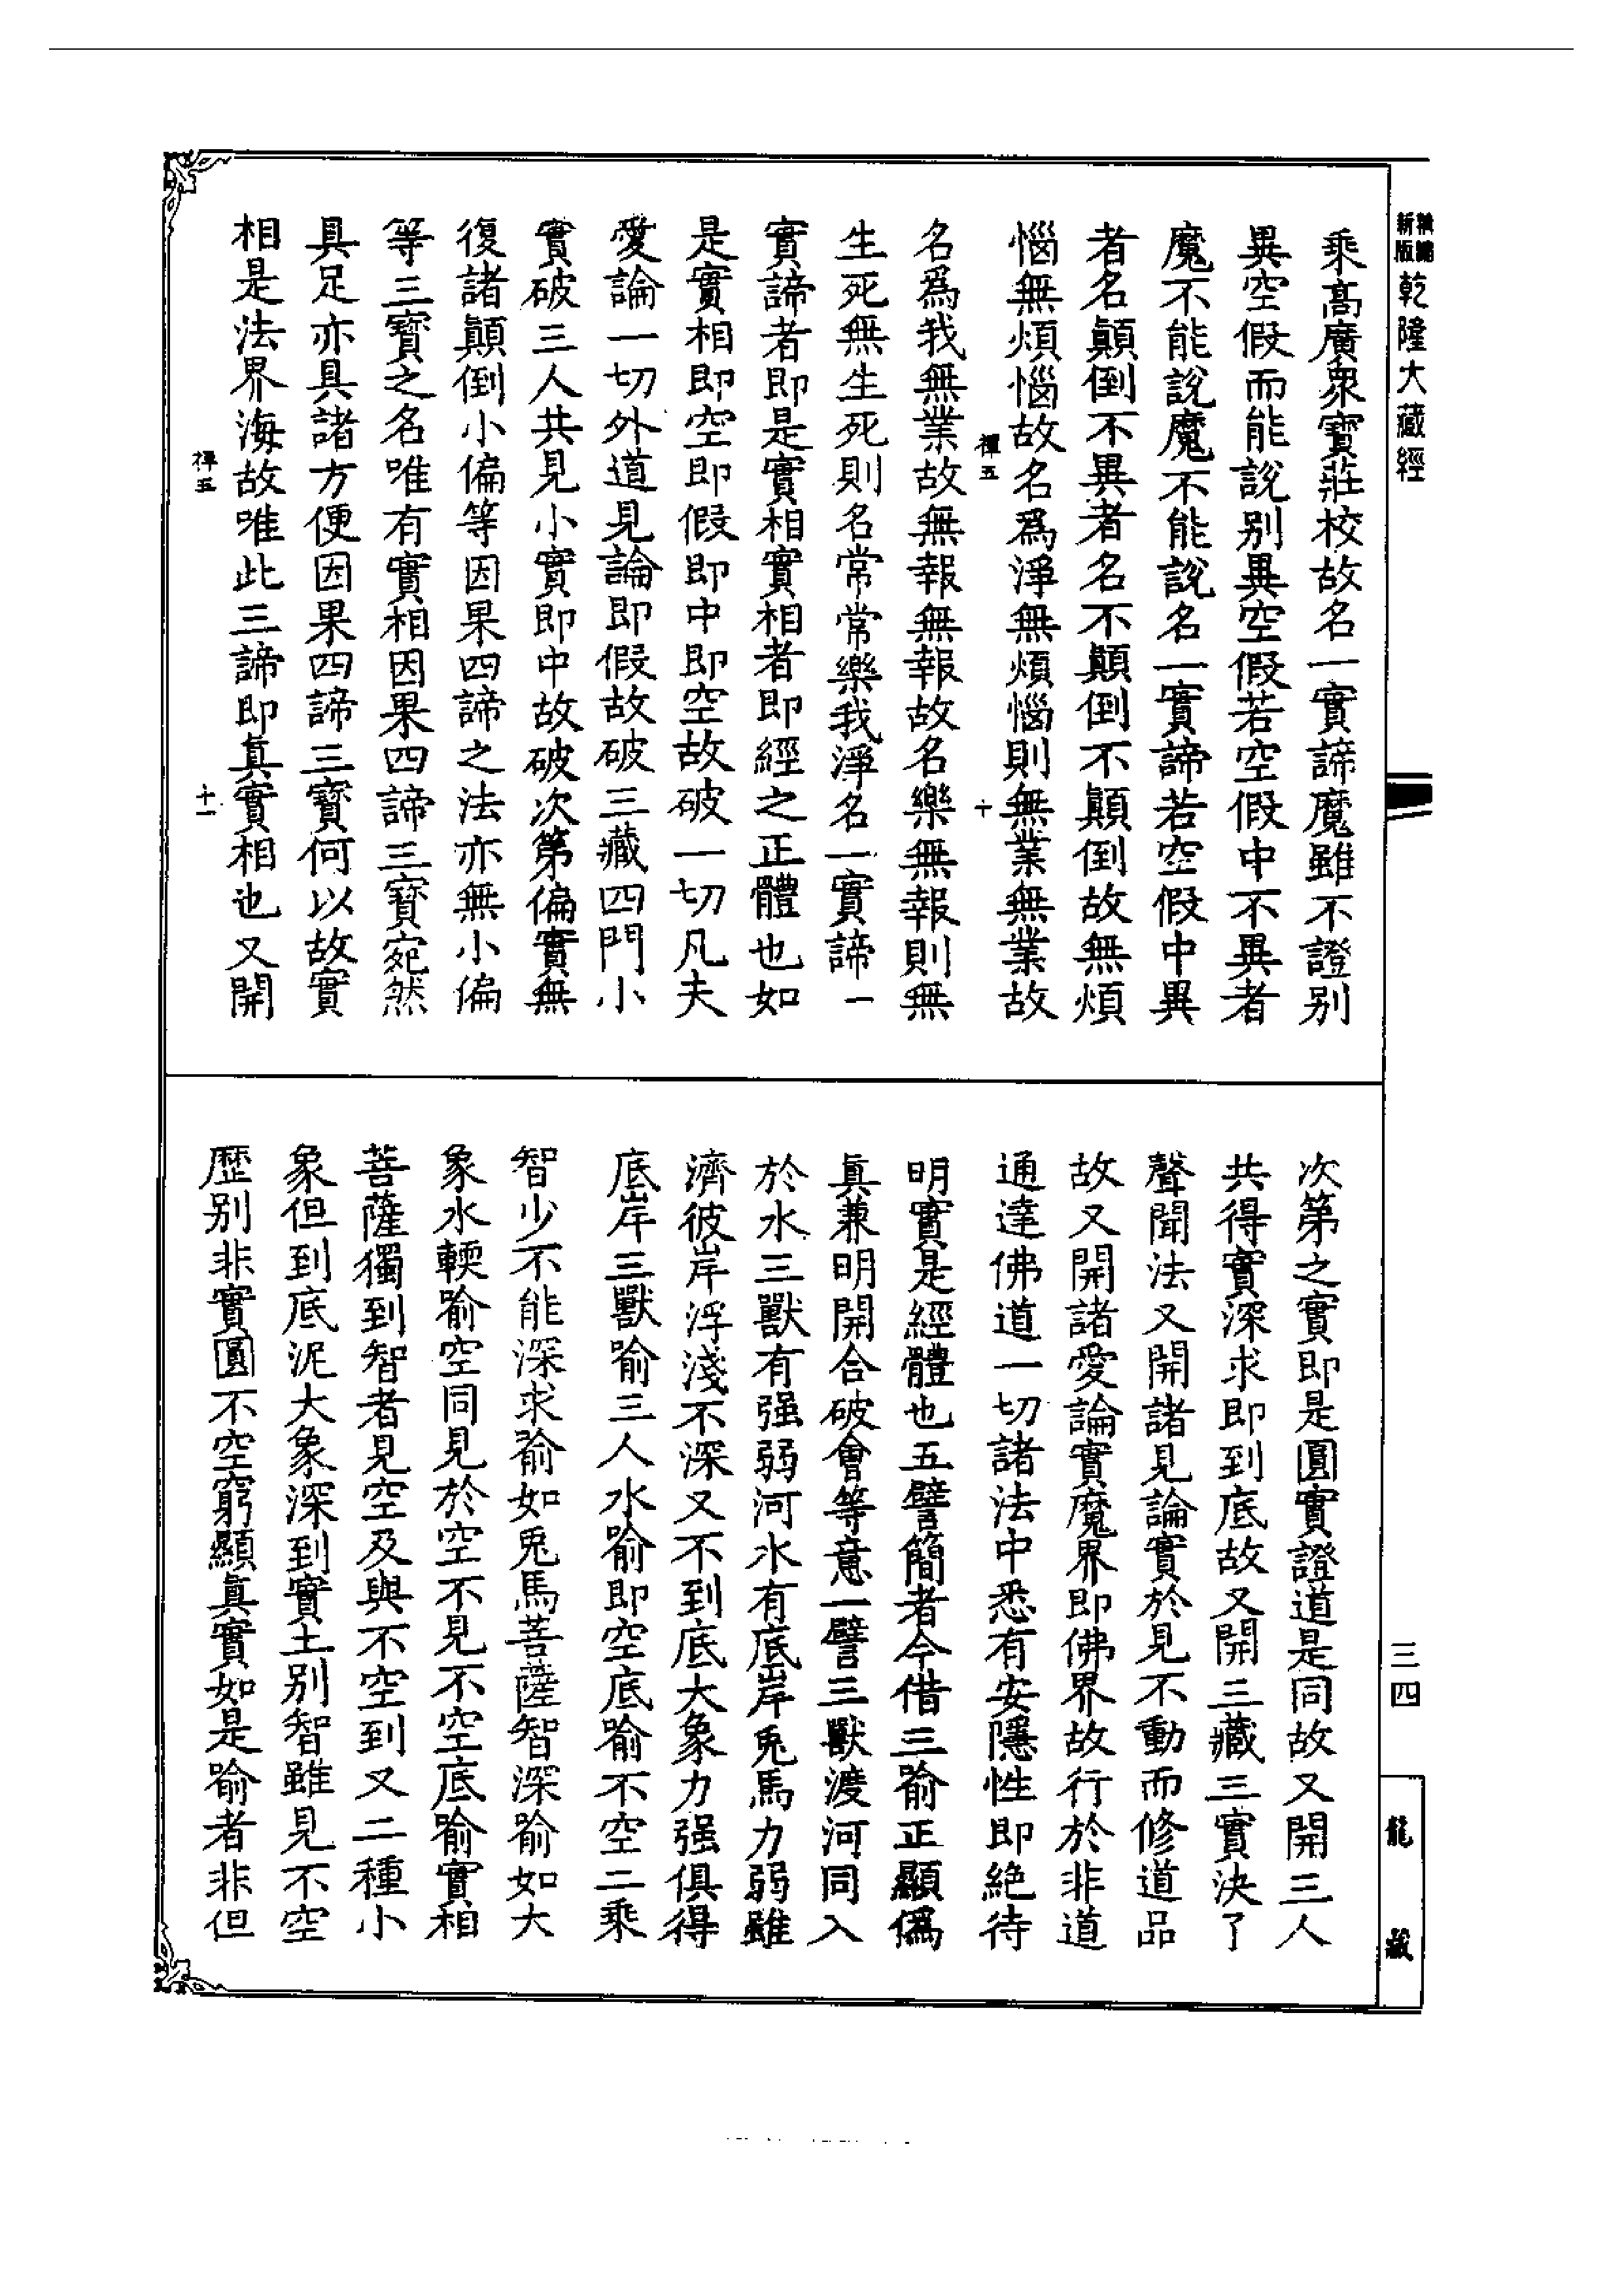 新編縮版
乾隆大藏經
乘高廣衆寶莊校故名一實諦魔雖不證别
異空假而能說别異空假若空假中不異者
魔不能說魔不能說名一實諦若空假中異
者名顚倒不異者名不顚倒不顚倒故無煩
惱無煩惱故名爲淨無煩惱則無業無業故
禪五
十
名爲我無業故無報無報故名樂無報則無
生死無生死則名常常樂我淨名一實諦一
實諦者即是實相實相者即經之正體也如
是實相即空即假即中即空故破一切凡夫
愛論一切外道見論即假故破三藏四門小
實破三人共見小實即中故破次第偏實無
復諸顚倒小偏等因果四諦之法亦無小偏
等三寶之名唯有實相因果四諦三寶宛然
具足亦具諸方便因果四諦三寶何以故實
相是法界海故唯此三諦即真實相也又開
禪五
十一
次第之實即是圓實證道是同故又開三人
共得實深求即到底故又開三藏三實決了
聲聞法又開諸見論實於見不動而修道品
故又開諸愛論實魔界即佛界故行於非道
通達佛道一切諸法中悉有安隱性即絶待
明實是經體也五譬簡者今借三喻正顯僞
眞兼明開合破會等意一譬三獸渡河同入
於水三獸有强弱河水有底岸兎馬力弱雖
濟彼岸浮淺不深又不到底大象力强俱得
底岸三獸喻三人水喻即空底喻不空二乘
智少不能深求喻如兎馬菩薩智深喻如大
象水輭喻空同見於空不見不空底喻實相
菩薩獨到智者見空及與不空到又二種小
象但到底泥大象深到實土别智雖見不空
歷别非實圓不空窮顯眞實如是喻者非但
三四
龍藏